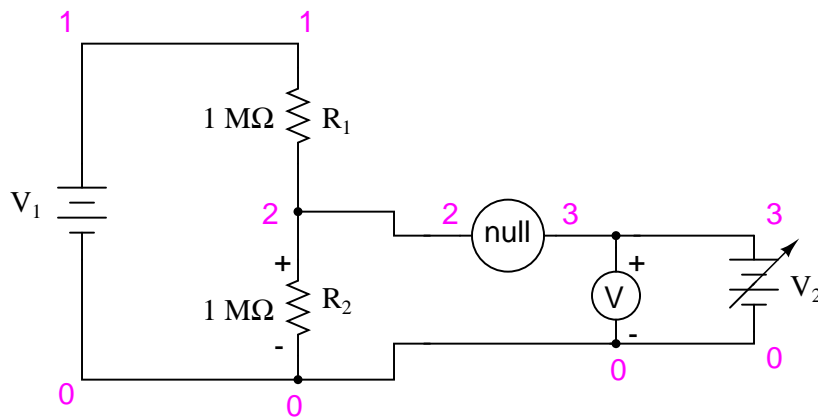 1 1
1 MΩ R1
V1
2 2 null 3 3
+ +
1 MΩ R2 V V2
- -
0 0 0 0